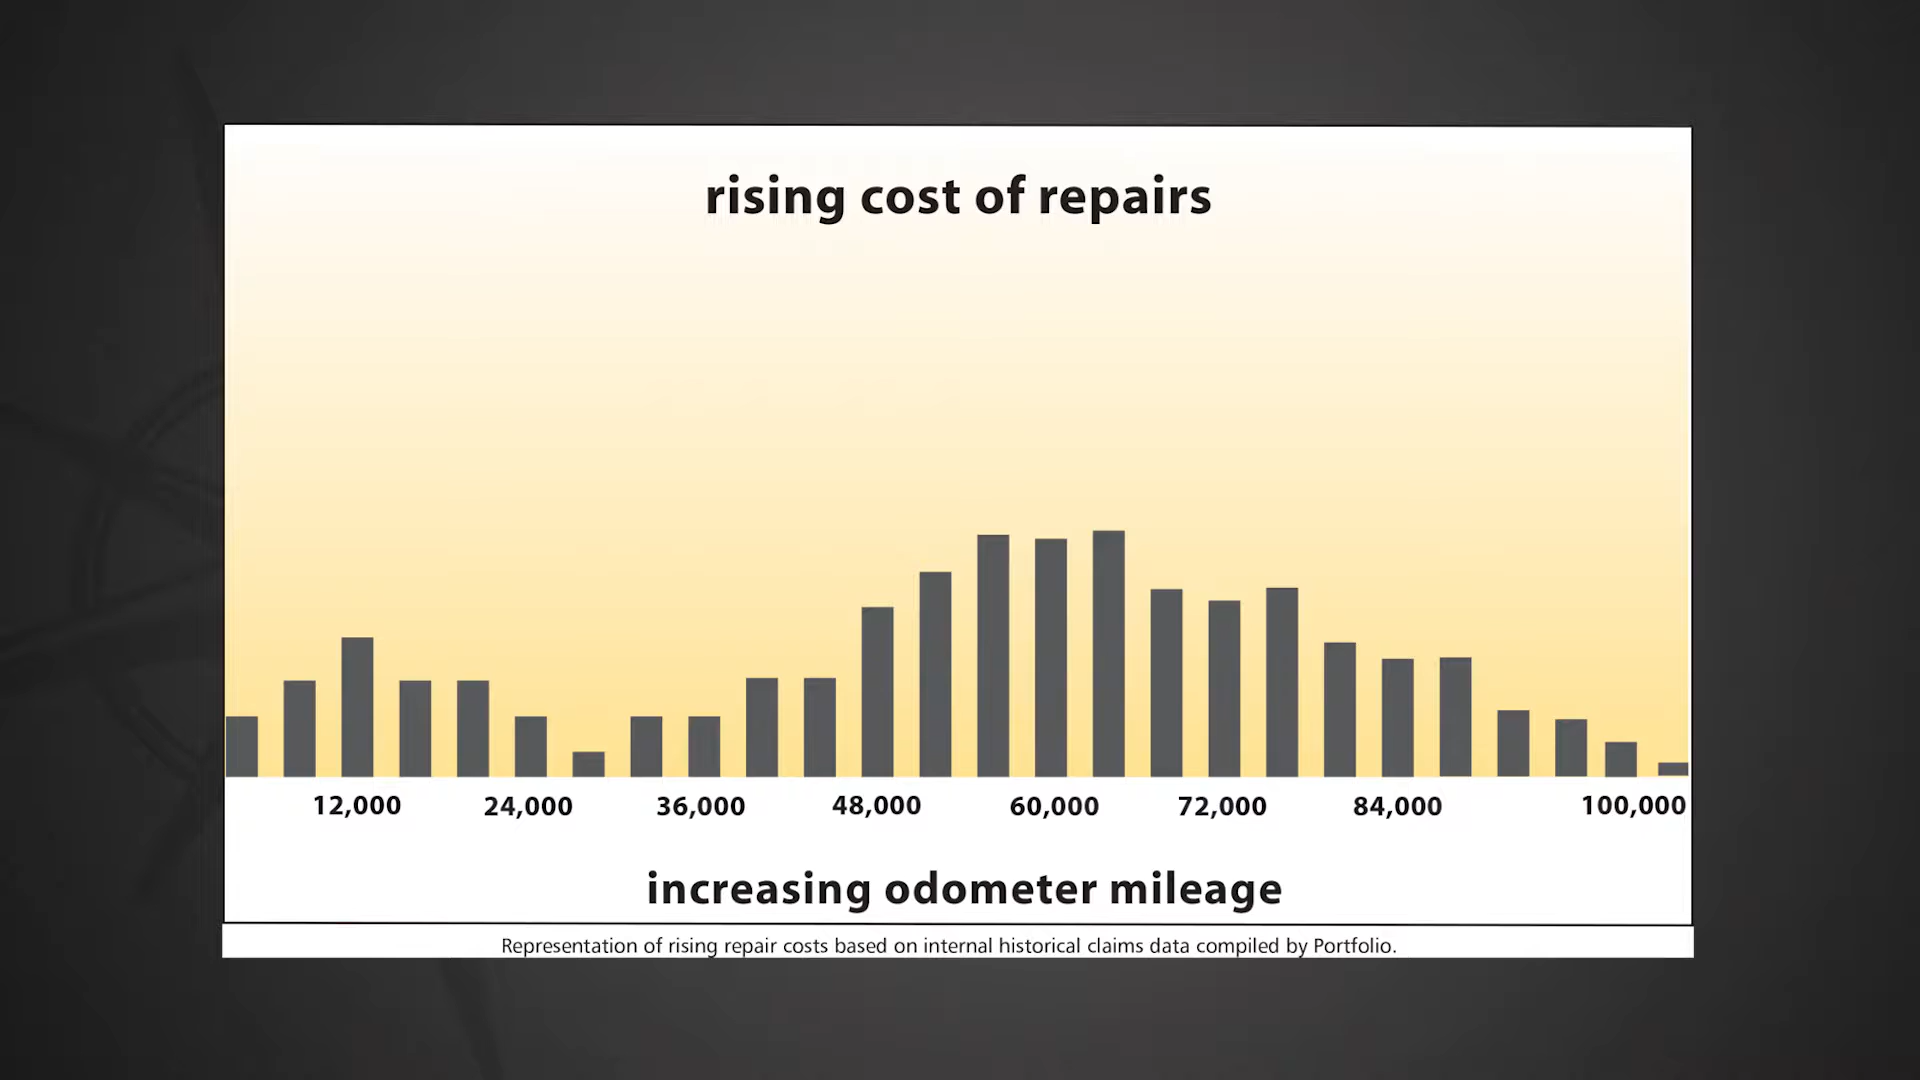 rising cost of repairs
12,000 24,000 36,000 48,000 60,000 72,000 84,000 100,000
increasing odometer mileage
Representation of rising repair costs based on internal historical claims data compiled by Portfolio.